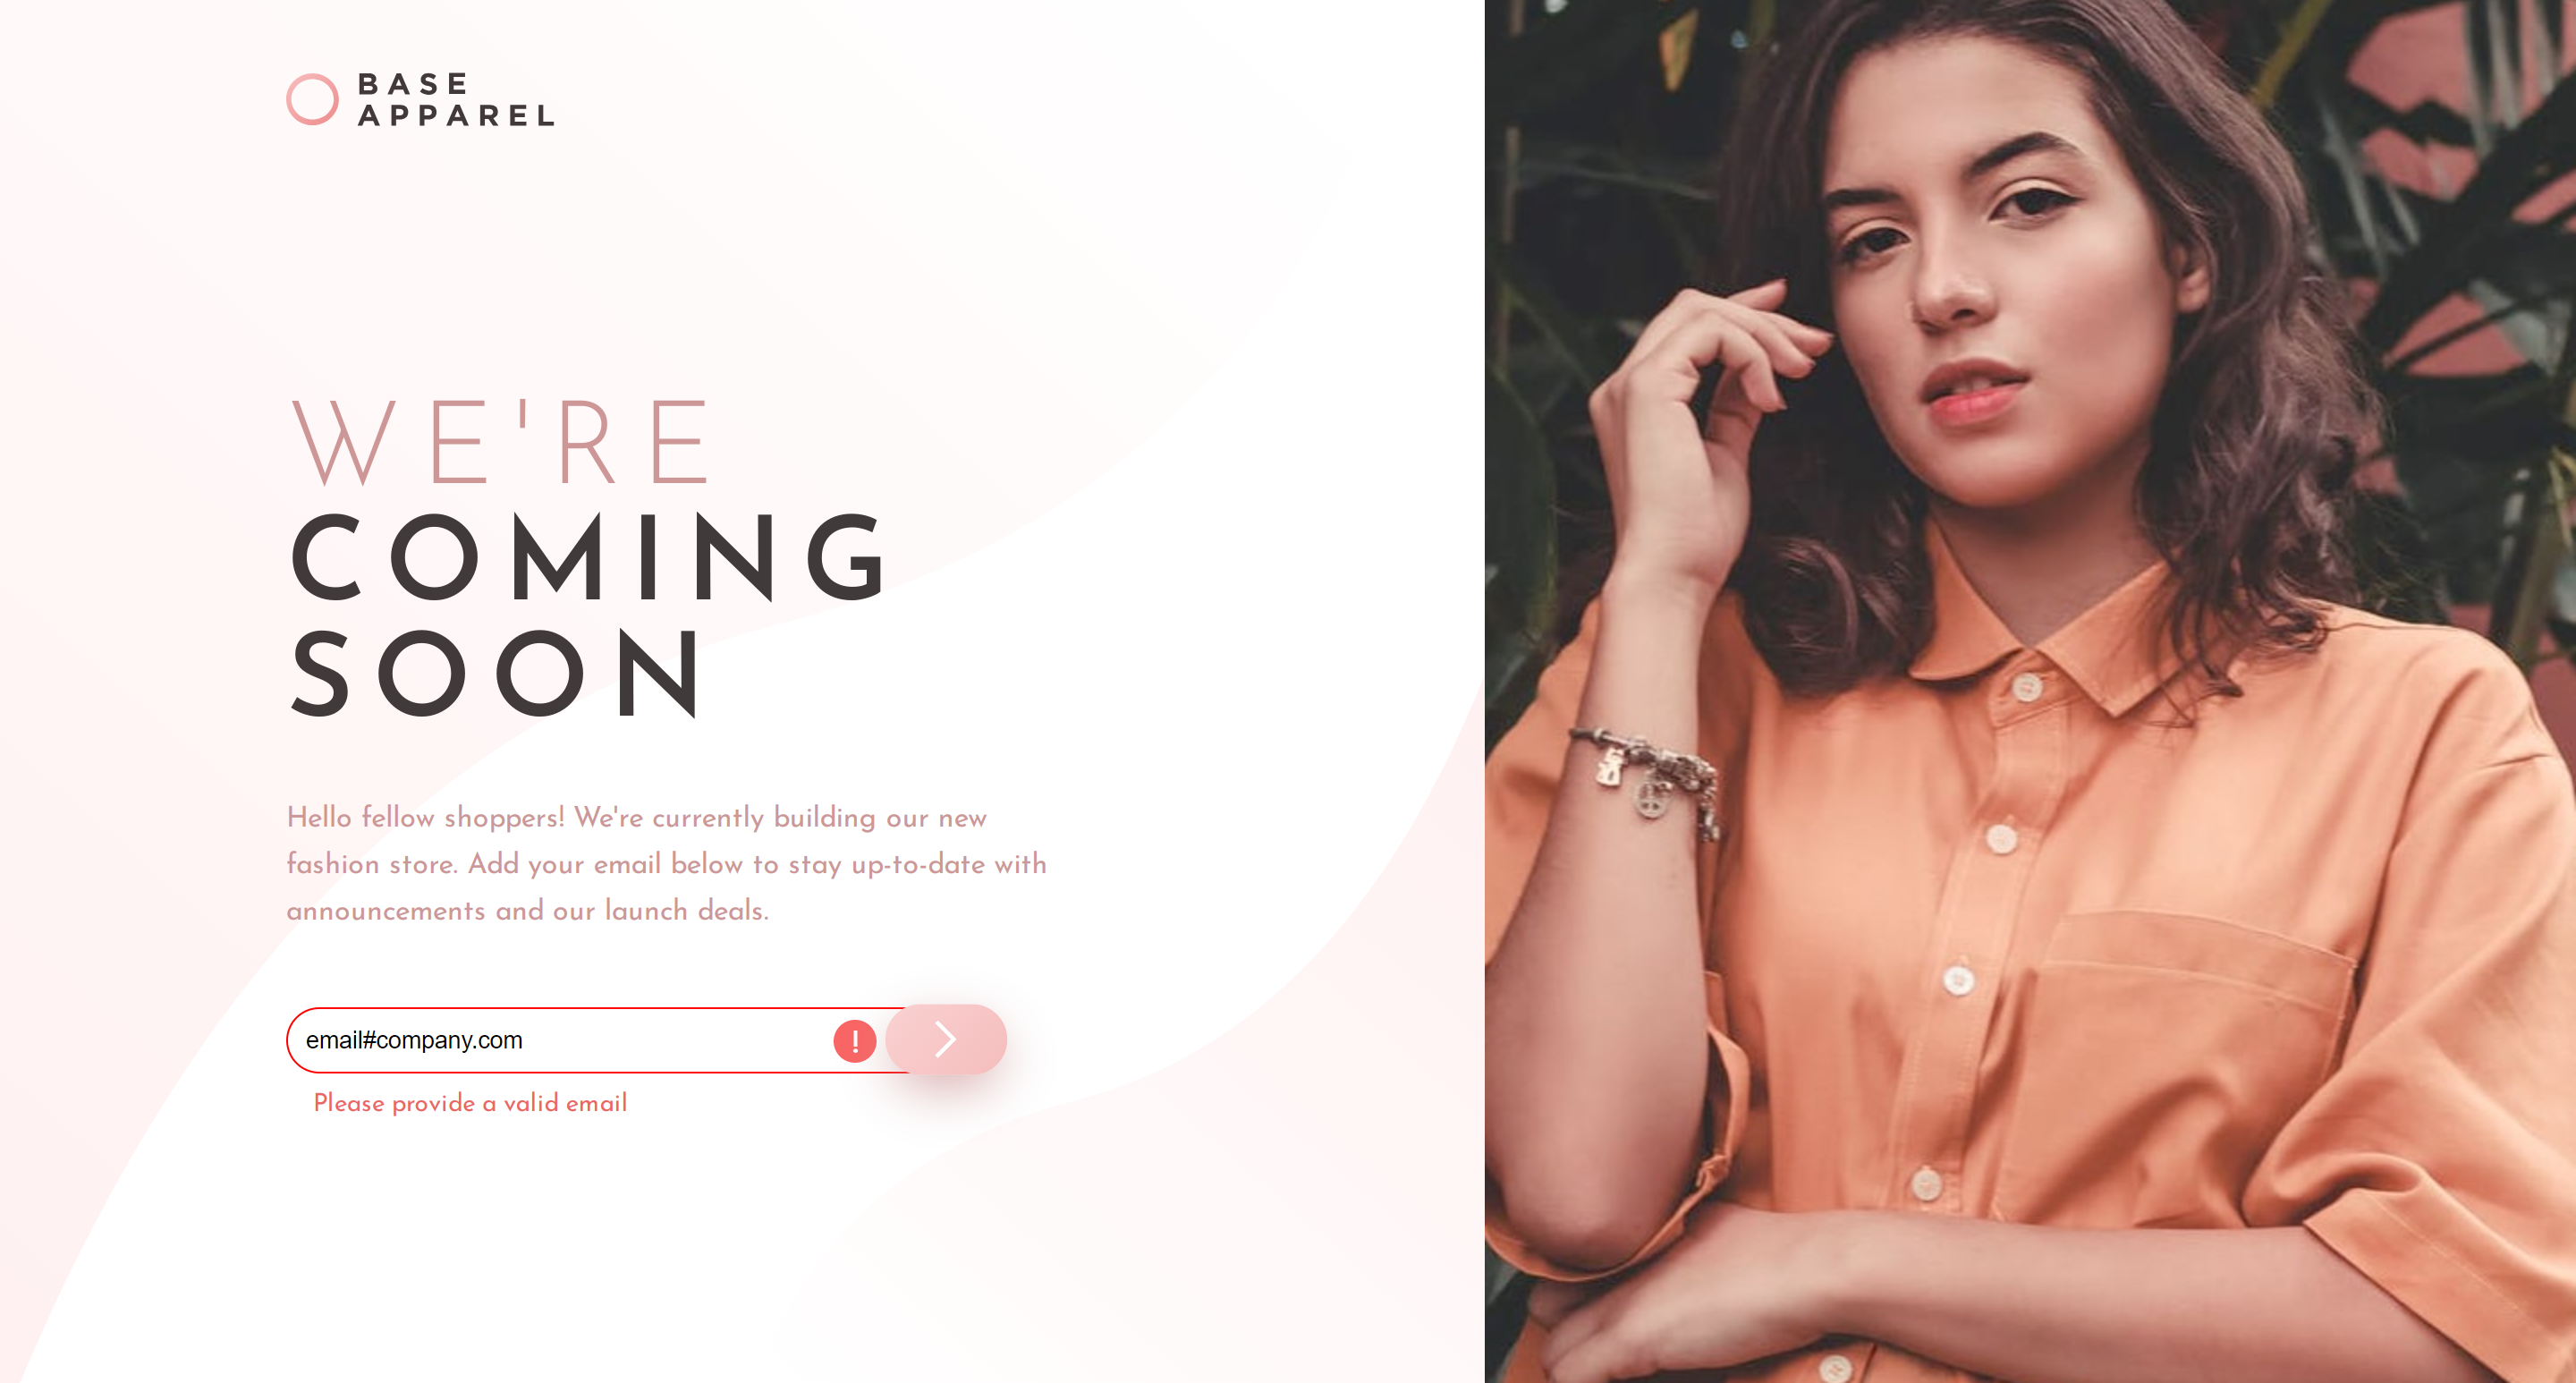 BASE
APPAREL
WE'RE
COMING
SOON
Hello fellow shoppers! We're currently building our new
fashion store. Add your email below to stay up-to-date with
announcements and our launch deals.
email#company.com
!
Please provide a valid email